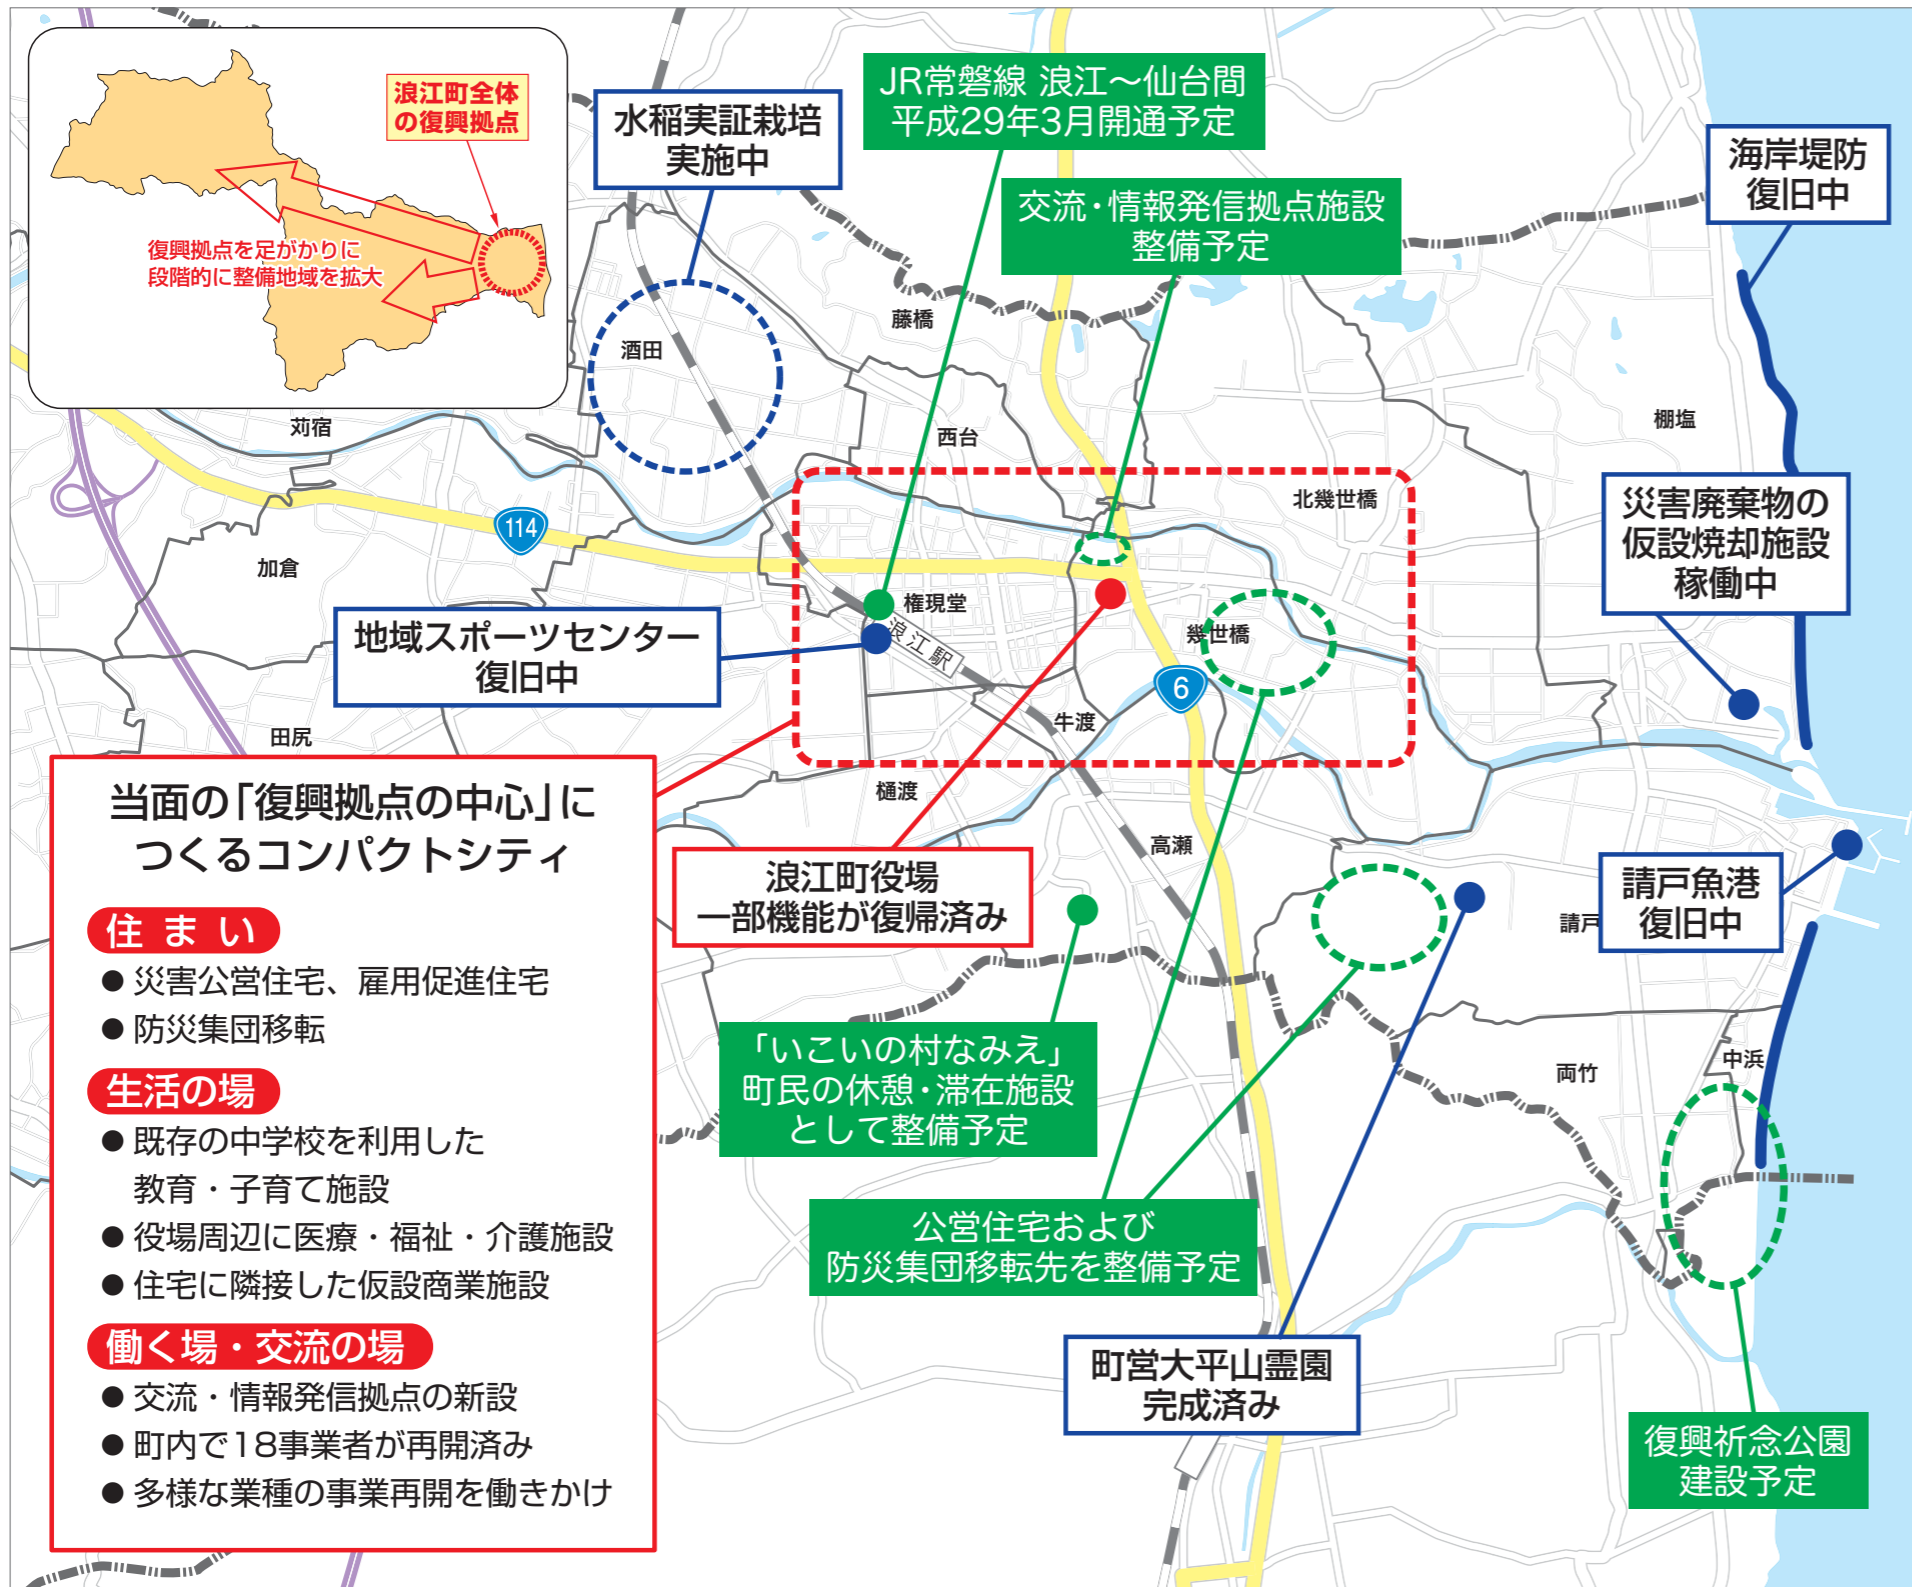 浪江町全体
の復興拠点
復興拠点を足がかりに
段階的に整備地域を拡大
水稲実証栽培
実施中
JR常磐線 浪江～仙台間
平成29年3月開通予定
交流・情報発信拠点施設
整備予定
海岸堤防
復旧中
藤橋
酒田
苅宿
西台
棚塩
北幾世橋
災害廃棄物の
仮設焼却施設
稼働中
114
加倉
権現堂
浪江駅
幾世橋
地域スポーツセンター
復旧中
6
田尻
牛渡
樋渡
高瀬
当面の「復興拠点の中心」に
つくるコンパクトシティ
住まい
● 災害公営住宅、雇用促進住宅
● 防災集団移転
生活の場
● 既存の中学校を利用した
教育・子育て施設
● 役場周辺に医療・福祉・介護施設
● 住宅に隣接した仮設商業施設
働く場・交流の場
● 交流・情報発信拠点の新設
● 町内で18事業者が再開済み
● 多様な業種の事業再開を働きかけ
浪江町役場
一部機能が復帰済み
請戸
請戸魚港
復旧中
「いこいの村なみえ」
町民の休憩・滞在施設
として整備予定
両竹
中浜
公営住宅および
防災集団移転先を整備予定
町営大平山霊園
完成済み
復興祈念公園
建設予定